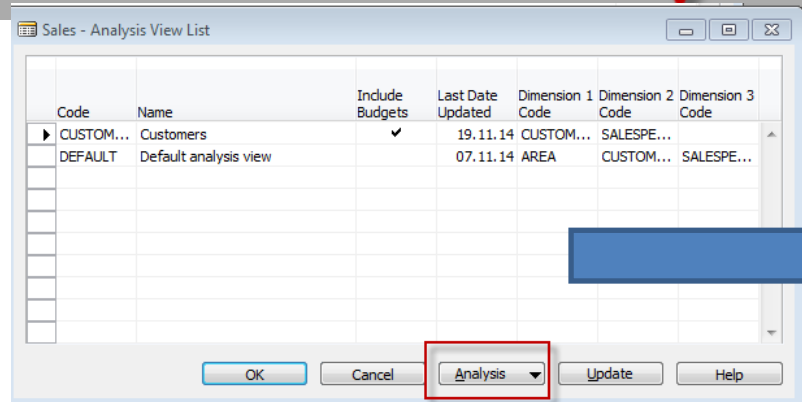 Sales - Analysis View List
Code Name Include Budgets Last Date Updated Dimension 1 Code Dimension 2 Code Dimension 3 Code
CUSTOM... Customers ✔ 19.11.14 CUSTOM... SALESPE...
DEFAULT Default analysis view 07.11.14 AREA CUSTOM... SALESPE...
OK Cancel Analysis Update Help